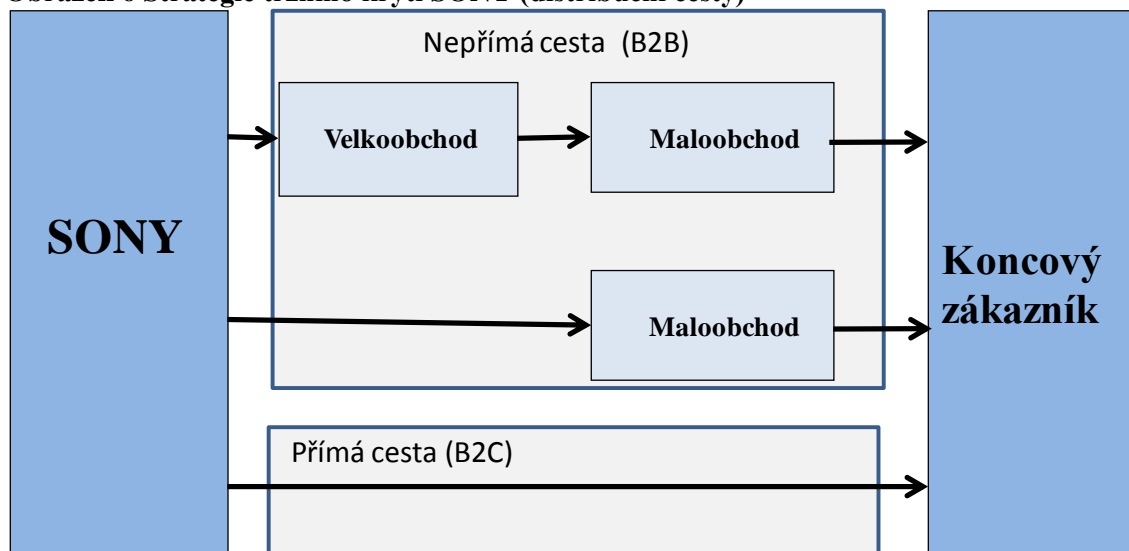 Nepřímá cesta (B2B)
Velkoobchod
Maloobchod
SONY
Koncový
zákazník
Maloobchod
Přímá cesta (B2C)